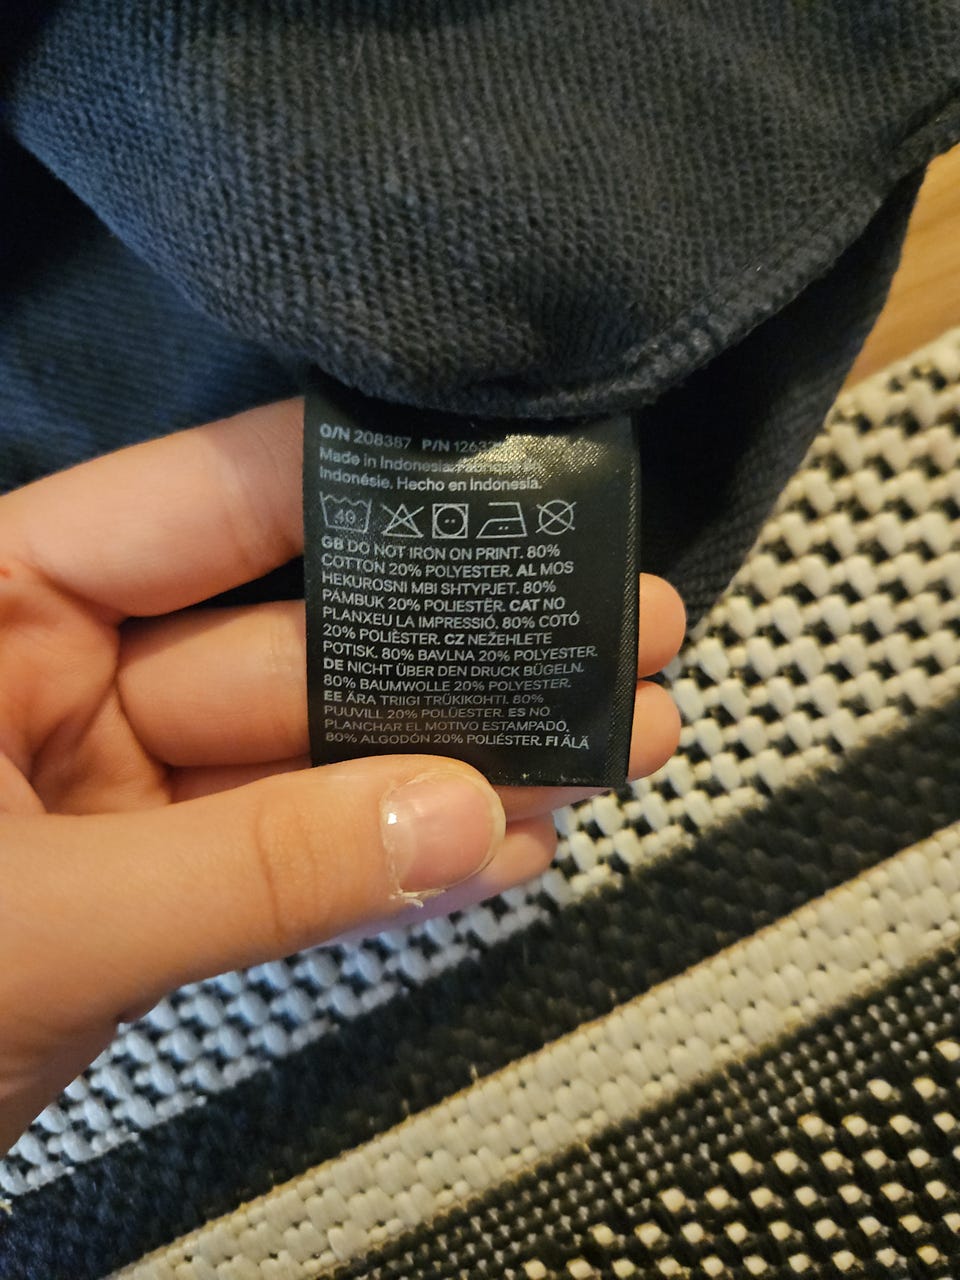 O/N 208387 P/N
Made in Indonesia. Fabriqué en
Indonésie. Hecho en Indonesia.
40
GB DO NOT IRON ON PRINT. 80%
COTTON 20% POLYESTER. AL MOS
HEKUROSNI MBI SHTYPJET. 80%
PAMBUK 20% POLIESTËR. CAT NO
PLANXEU LA IMPRESSIÓ. 80% COTÓ
20% POLIÈSTER. CZ NEŽEHLETE
POTISK. 80% BAVLNA 20% POLYESTER.
DE NICHT ÜBER DEN DRUCK BÜGELN.
80% BAUMWOLLE 20% POLYESTER.
EE ÄRA TRIIGI TRÜKIKOHTI. 80%
PUUVILL 20% POLÜESTER. ES NO
PLANCHAR EL MOTIVO ESTAMPADO.
80% ALGODÓN 20% POLIÉSTER. FI ÄLÄ